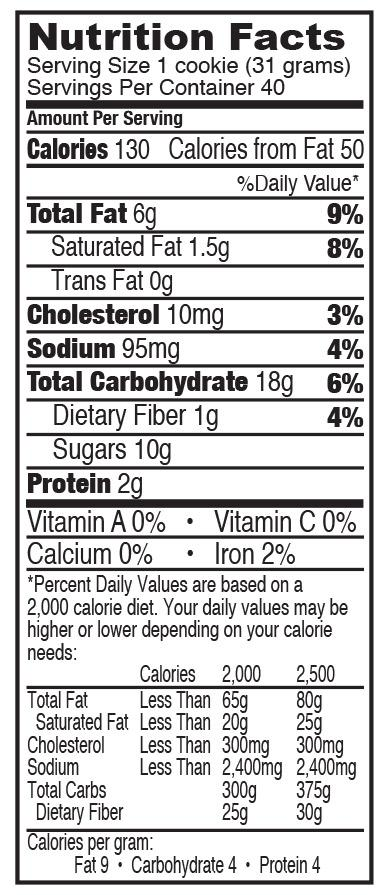 Nutrition Facts
Serving Size 1 cookie (31 grams)
Servings Per Container 40
Amount Per Serving
Calories 130 Calories from Fat 50
%Daily Value*
Total Fat 6g 9%
Saturated Fat 1.5g 8%
Trans Fat 0g
Cholesterol 10mg 3%
Sodium 95mg 4%
Total Carbohydrate 18g 6%
Dietary Fiber 1g 4%
Sugars 10g
Protein 2g
Vitamin A 0% • Vitamin C 0%
Calcium 0% • Iron 2%
*Percent Daily Values are based on a
2,000 calorie diet. Your daily values may be
higher or lower depending on your calorie
needs:
Calories 2,000 2,500
Total Fat Less Than 65g 80g
Saturated Fat Less Than 20g 25g
Cholesterol Less Than 300mg 300mg
Sodium Less Than 2,400mg 2,400mg
Total Carbs 300g 375g
Dietary Fiber 25g 30g
Calories per gram:
Fat 9 • Carbohydrate 4 • Protein 4